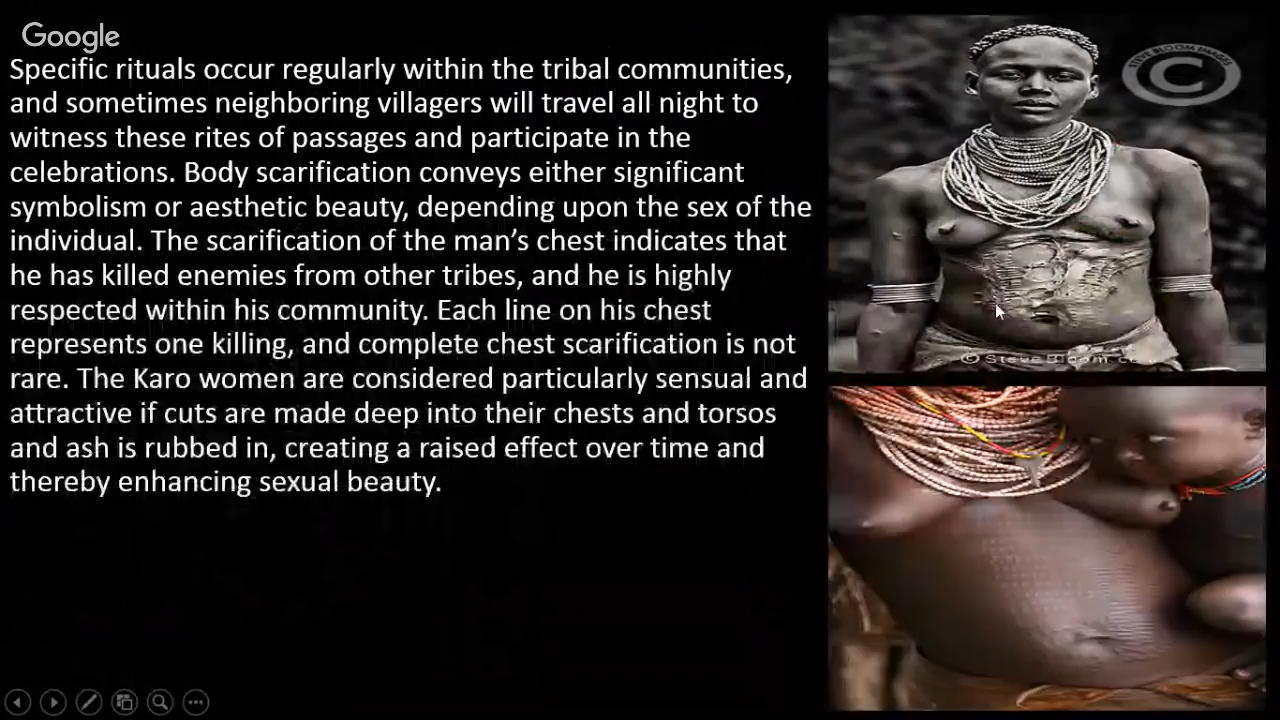 Google
Specific rituals occur regularly within the tribal communities,
and sometimes neighboring villagers will travel all night to
witness these rites of passages and participate in the
celebrations. Body scarification conveys either significant
symbolism or aesthetic beauty, depending upon the sex of the
individual. The scarification of the man’s chest indicates that
he has killed enemies from other tribes, and he is highly
respected within his community. Each line on his chest
represents one killing, and complete chest scarification is not
rare. The Karo women are considered particularly sensual and
attractive if cuts are made deep into their chests and torsos
and ash is rubbed in, creating a raised effect over time and
thereby enhancing sexual beauty.
STEVE BLOOM IMAGES
C
© SteveBloom.co